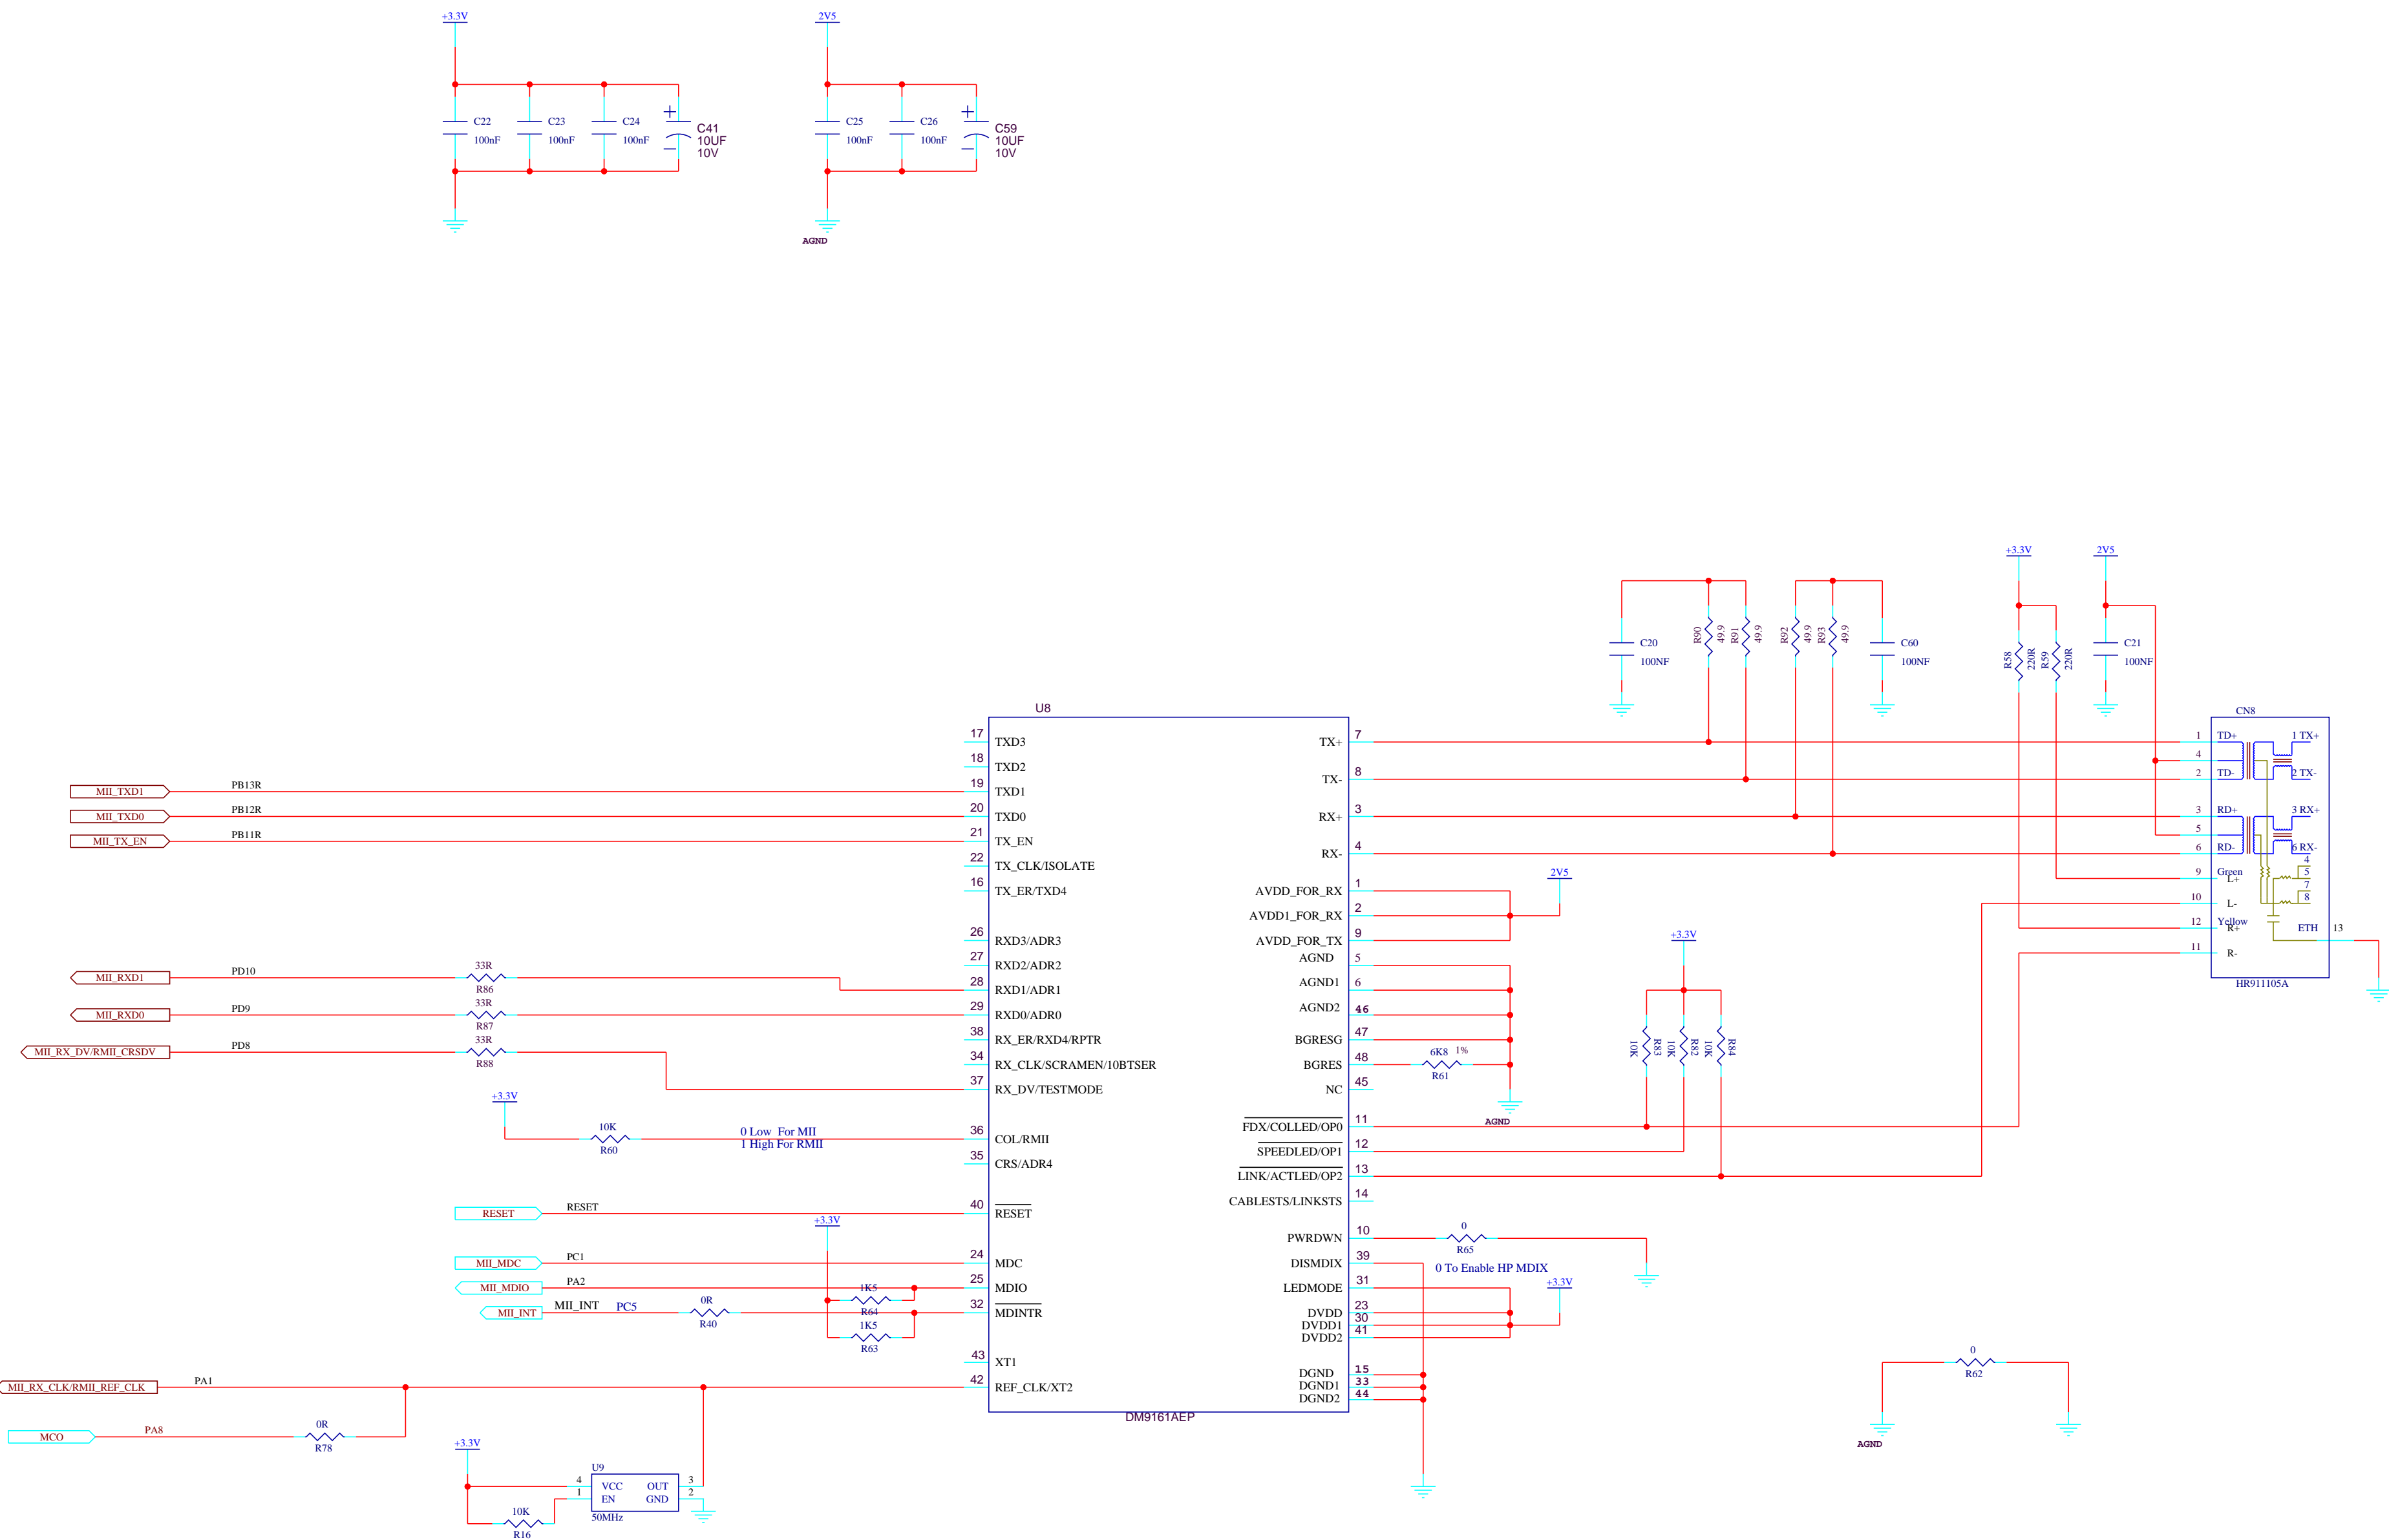 +3.3V
2V5
C22
100nF
C23
100nF
C24
100nF
C41
10UF
10V
C25
100nF
C26
100nF
C59
10UF
10V
AGND
+3.3V
2V5
R90
49.9
R91
49.9
R92
49.9
R93
49.9
C20
100NF
C60
100NF
R58
220R
R59
220R
C21
100NF
U8
17 TXD3
18 TXD2
19 TXD1
20 TXD0
21 TX_EN
22 TX_CLK/ISOLATE
16 TX_ER/TXD4
26 RXD3/ADR3
27 RXD2/ADR2
28 RXD1/ADR1
29 RXD0/ADR0
38 RX_ER/RXD4/RPTR
34 RX_CLK/SCRAMEN/10BTSER
37 RX_DV/TESTMODE
36 COL/RMII
35 CRS/ADR4
40 RESET
24 MDC
25 MDIO
32 MDINTR
43 XT1
42 REF_CLK/XT2
TX+ 7
TX- 8
RX+ 3
RX- 4
AVDD_FOR_RX 1
AVDD1_FOR_RX 2
AVDD_FOR_TX 9
AGND 5
AGND1 6
AGND2 46
BGRESG 47
BGRES 48
NC 45
FDX/COLLED/OP0 11
SPEEDLED/OP1 12
LINK/ACTLED/OP2 13
CABLESTS/LINKSTS 14
PWRDWN 10
DISMDIX 39
LEDMODE 31
DVDD 23
DVDD1 30
DVDD2 41
DGND 15
DGND1 33
DGND2 44
DM9161AEP
MII_TXD1 PB13R
MII_TXD0 PB12R
MII_TX_EN PB11R
MII_RXD1 PD10
33R
R86
MII_RXD0 PD9
33R
R87
MII_RX_DV/RMII_CRSDV PD8
33R
R88
+3.3V
10K
R60
0 Low For MII
1 High For RMII
RESET RESET
+3.3V
MII_MDC PC1
MII_MDIO PA2
1K5
R64
MII_INT MII_INT PC5
0R
R40
1K5
R63
MII_RX_CLK/RMII_REF_CLK PA1
MCO PA8
0R
R78
+3.3V
U9
4 VCC OUT 3
1 EN GND 2
50MHz
10K
R16
2V5
6K8 1%
R61
AGND
+3.3V
10K
R83
10K
R82
10K
R84
0
R65
0 To Enable HP MDIX
+3.3V
0
R62
AGND
CN8
1 TD+ 1 TX+
4
2 TD- 2 TX-
3 RD+ 3 RX+
5
6 RD- 6 RX-
4
5
7
8
9 Green L+
10 L-
12 Yellow R+
11 R-
ETH 13
HR911105A